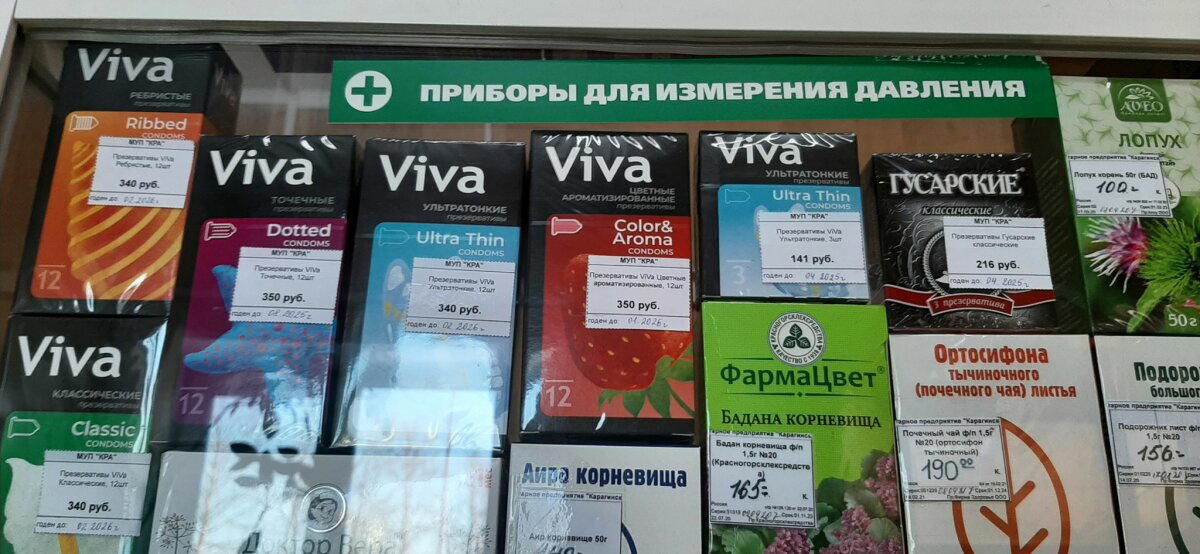 ПРИБОРЫ ДЛЯ ИЗМЕРЕНИЯ ДАВЛЕНИЯ
Viva
РЕБРИСТЫЕ
презервативы
Ribbed
CONDOMS
МУП "КРА"
Презервативы ViVa
Ребристые, 12шт
340 руб.
годен до: 02.2026г
12
Viva
ТОЧЕЧНЫЕ
презервативы
Dotted
CONDOMS
МУП "КРА"
Презервативы ViVa
Точечные, 12шт
350 руб.
годен до:
12
Viva
УЛЬТРАТОНКИЕ
презервативы
Ultra Thin
CONDOMS
МУП "КРА"
Презервативы ViVa
Ультратонкие, 12шт
340 руб.
годен до: 02 2026г
Viva
ЦВЕТНЫЕ
АРОМАТИЗИРОВАННЫЕ
презервативы
Color&
Aroma
CONDOMS
МУП "КРА"
Презервативы ViVa Цветные
ароматизированные, 12шт
350 руб.
годен до: 01.2026г
12
Viva
УЛЬТРАТОНКИЕ
презервативы
Ultra Thin
CONDOMS
МУП "КРА"
Презервативы ViVa
Ультратонкие, 3шт
141 руб.
годен до: 04 2025г
3
ГУСАРСКИЕ
классические
МУП "КРА"
Презервативы Гусарские
классические
216 руб.
годен до: 04.2025г
3 презерватива
ЛОПУХ
Лопух корень 50г (БАД)
100=
к.
50 г
Viva
КЛАССИЧЕСКИЕ
презервативы
Classic
CONDOMS
МУП "КРА"
Презервативы ViVa
Классические, 12шт
340 руб.
годен до: 02 2026г
Доктор
Аира корневища
Аир корневище 50г
КРАСНОГОРСКЛЕКСРЕДСТВА
КАЧЕСТВО С 1938
ФармаЦвет®
БАДАНА КОРНЕВИЩА
Бадан корневища ф/п
1,5г №20
(Красногорсклексредств
а)
165=
к.
Ортосифона
тычиночного
(почечного чая) листья
Почечный чай ф/п 1,5г
№20 (ортосифон
тычиночный)
190⁰⁰
к.
большого
Подорожник лист ф/п
1,5г №20
156=